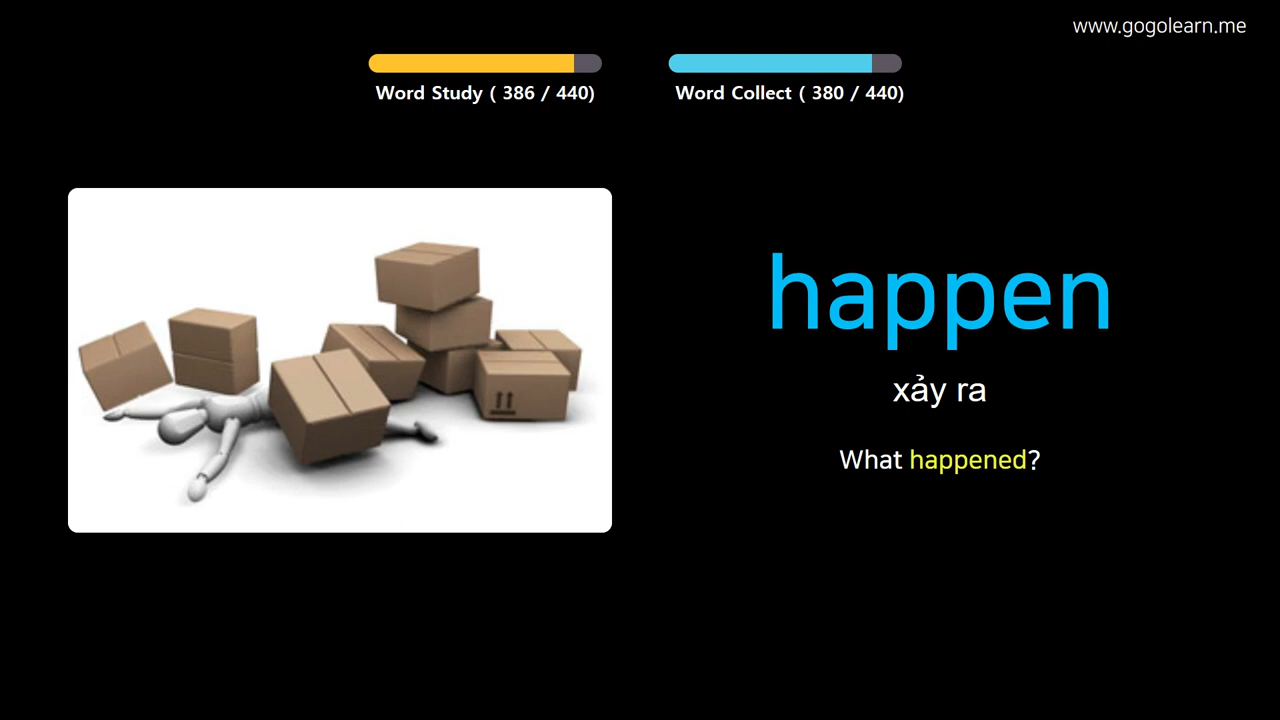 www.gogolearn.me
Word Study ( 386 / 440)
Word Collect ( 380 / 440)
happen
xảy ra
What happened?